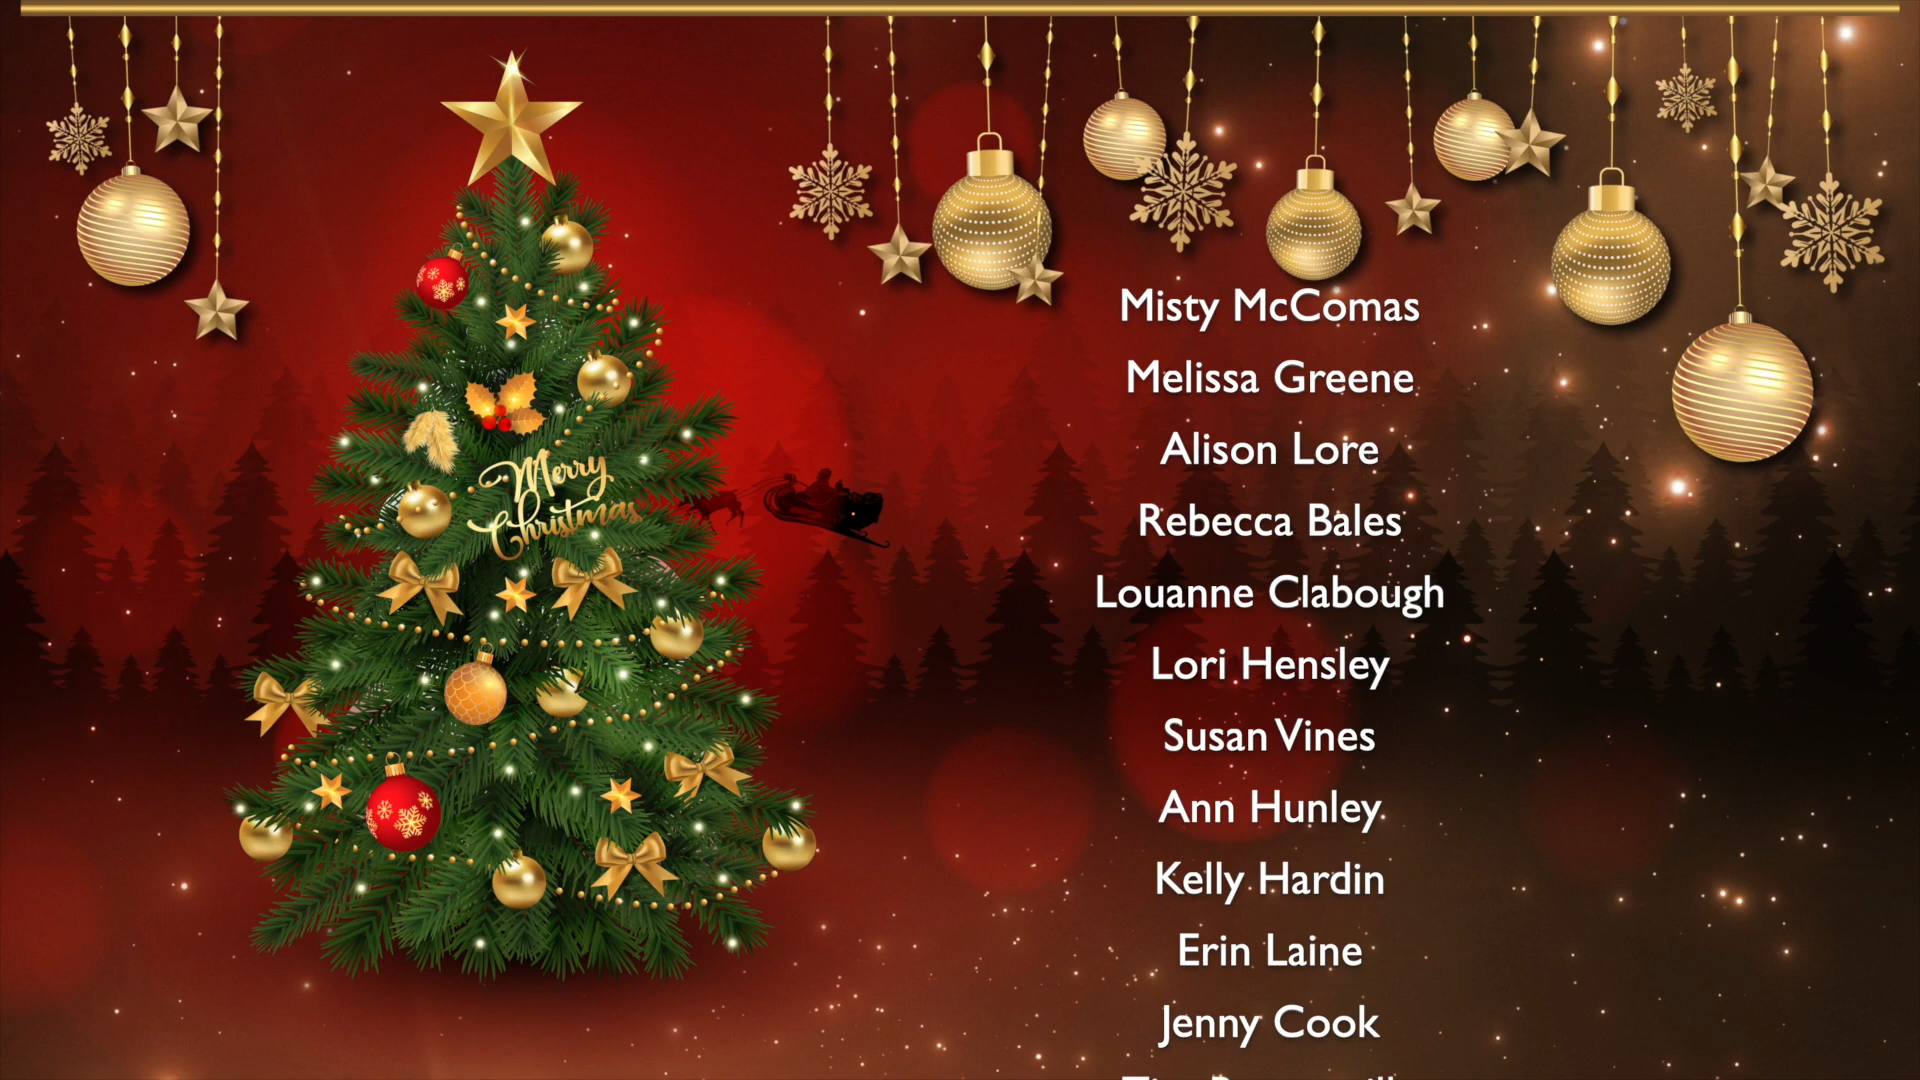 Merry
Christmas
Misty McComas
Melissa Greene
Alison Lore
Rebecca Bales
Louanne Clabough
Lori Hensley
Susan Vines
Ann Hunley
Kelly Hardin
Erin Laine
Jenny Cook